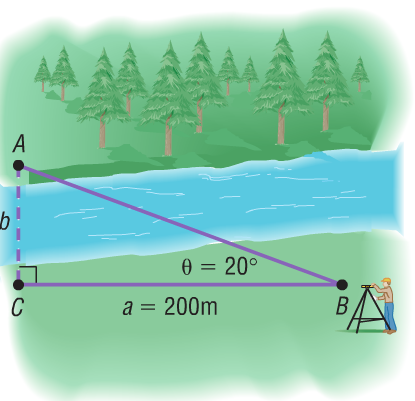 A
b
θ = 20°
C
a = 200m
B